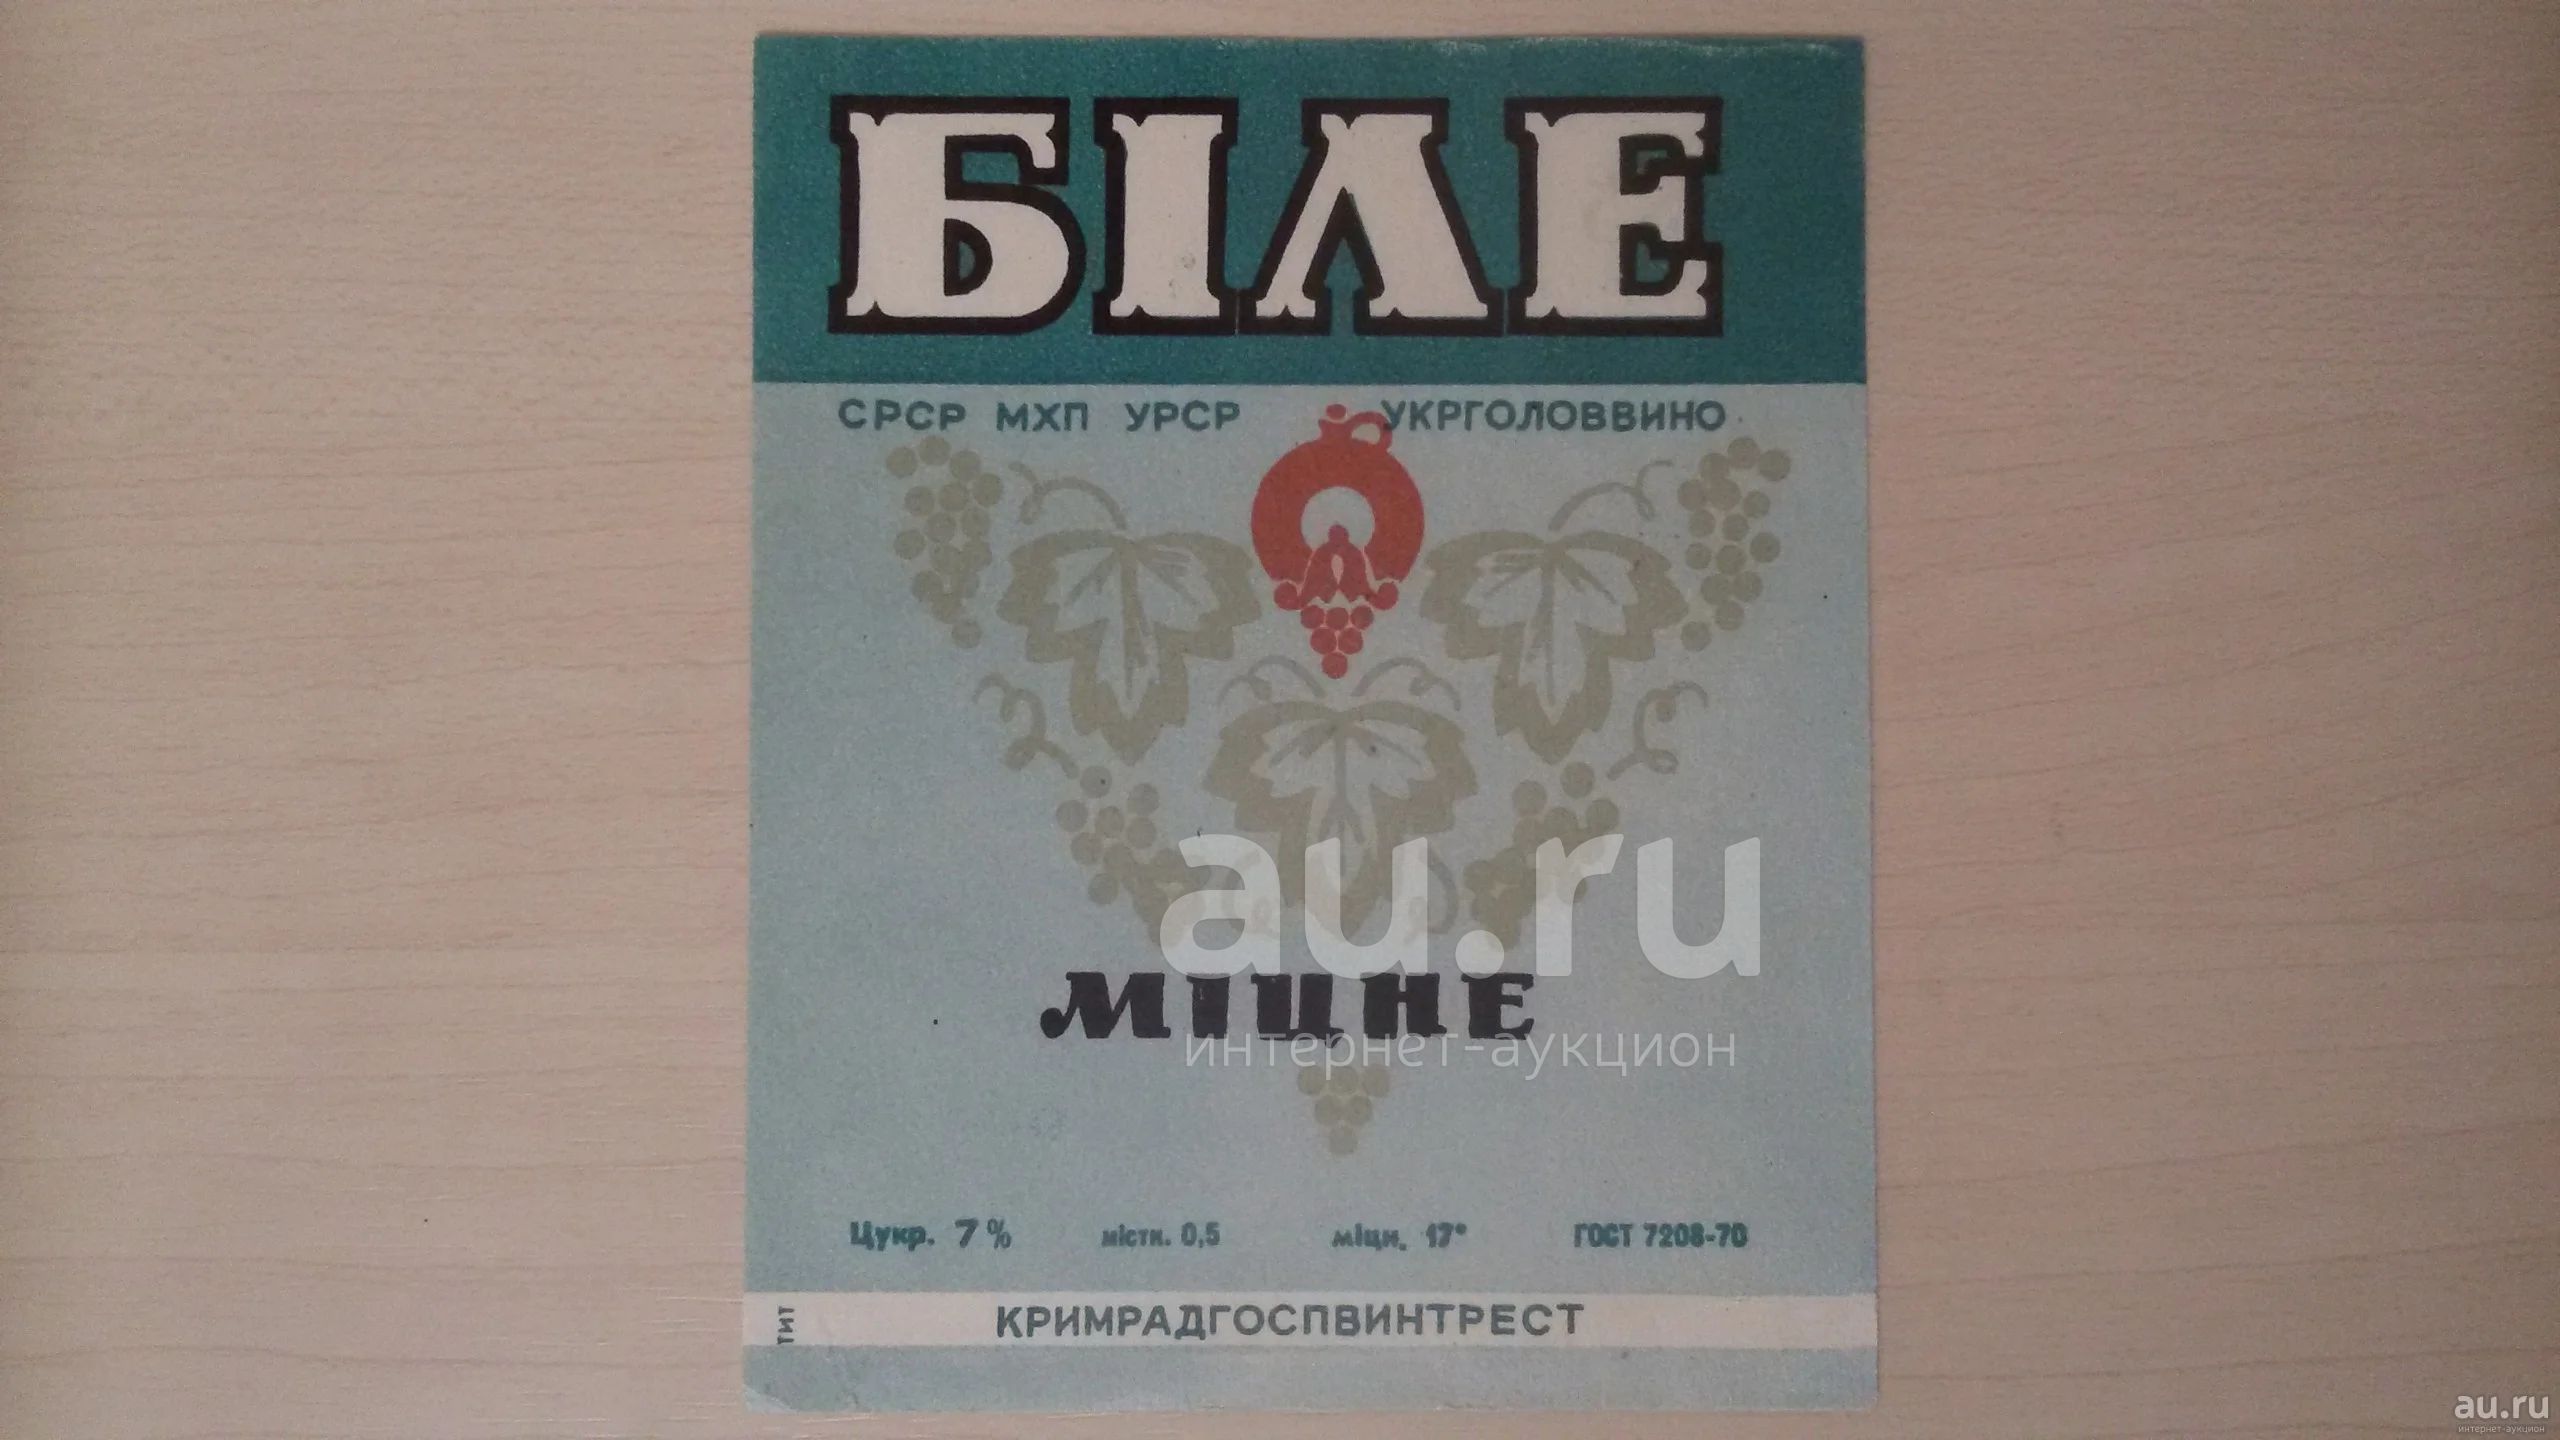 БІЛЕ
СРСР МХП УРСР УКРГОЛОВВИНО
au.ru
МІЦНЕ
интернет-аукцион
Цукр. 7% містк. 0,5 міцн. 17° ГОСТ 7208-70
КРИМРАДГОСПВИНТРЕСТ
ТИТ
au.ru
интернет-аукцион